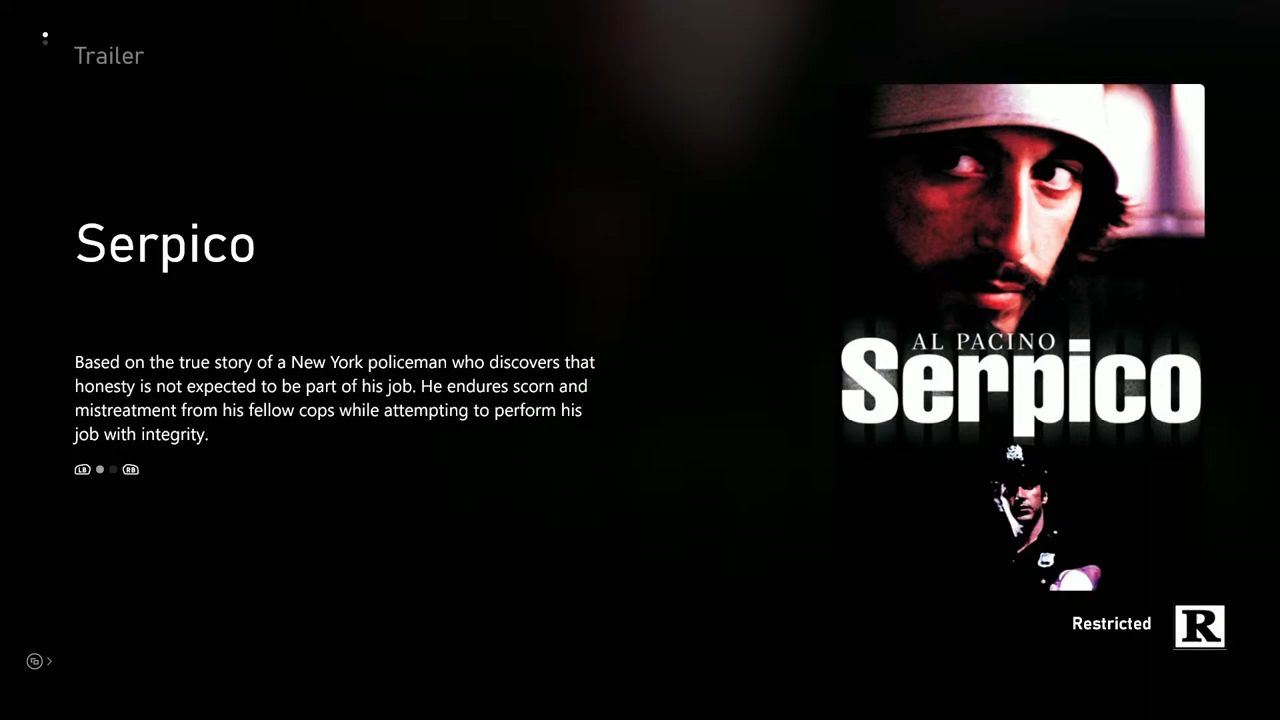 Trailer
Serpico
Based on the true story of a New York policeman who discovers that
honesty is not expected to be part of his job. He endures scorn and
mistreatment from his fellow cops while attempting to perform his
job with integrity.
LB RB
AL PACINO
Serpico
Restricted R